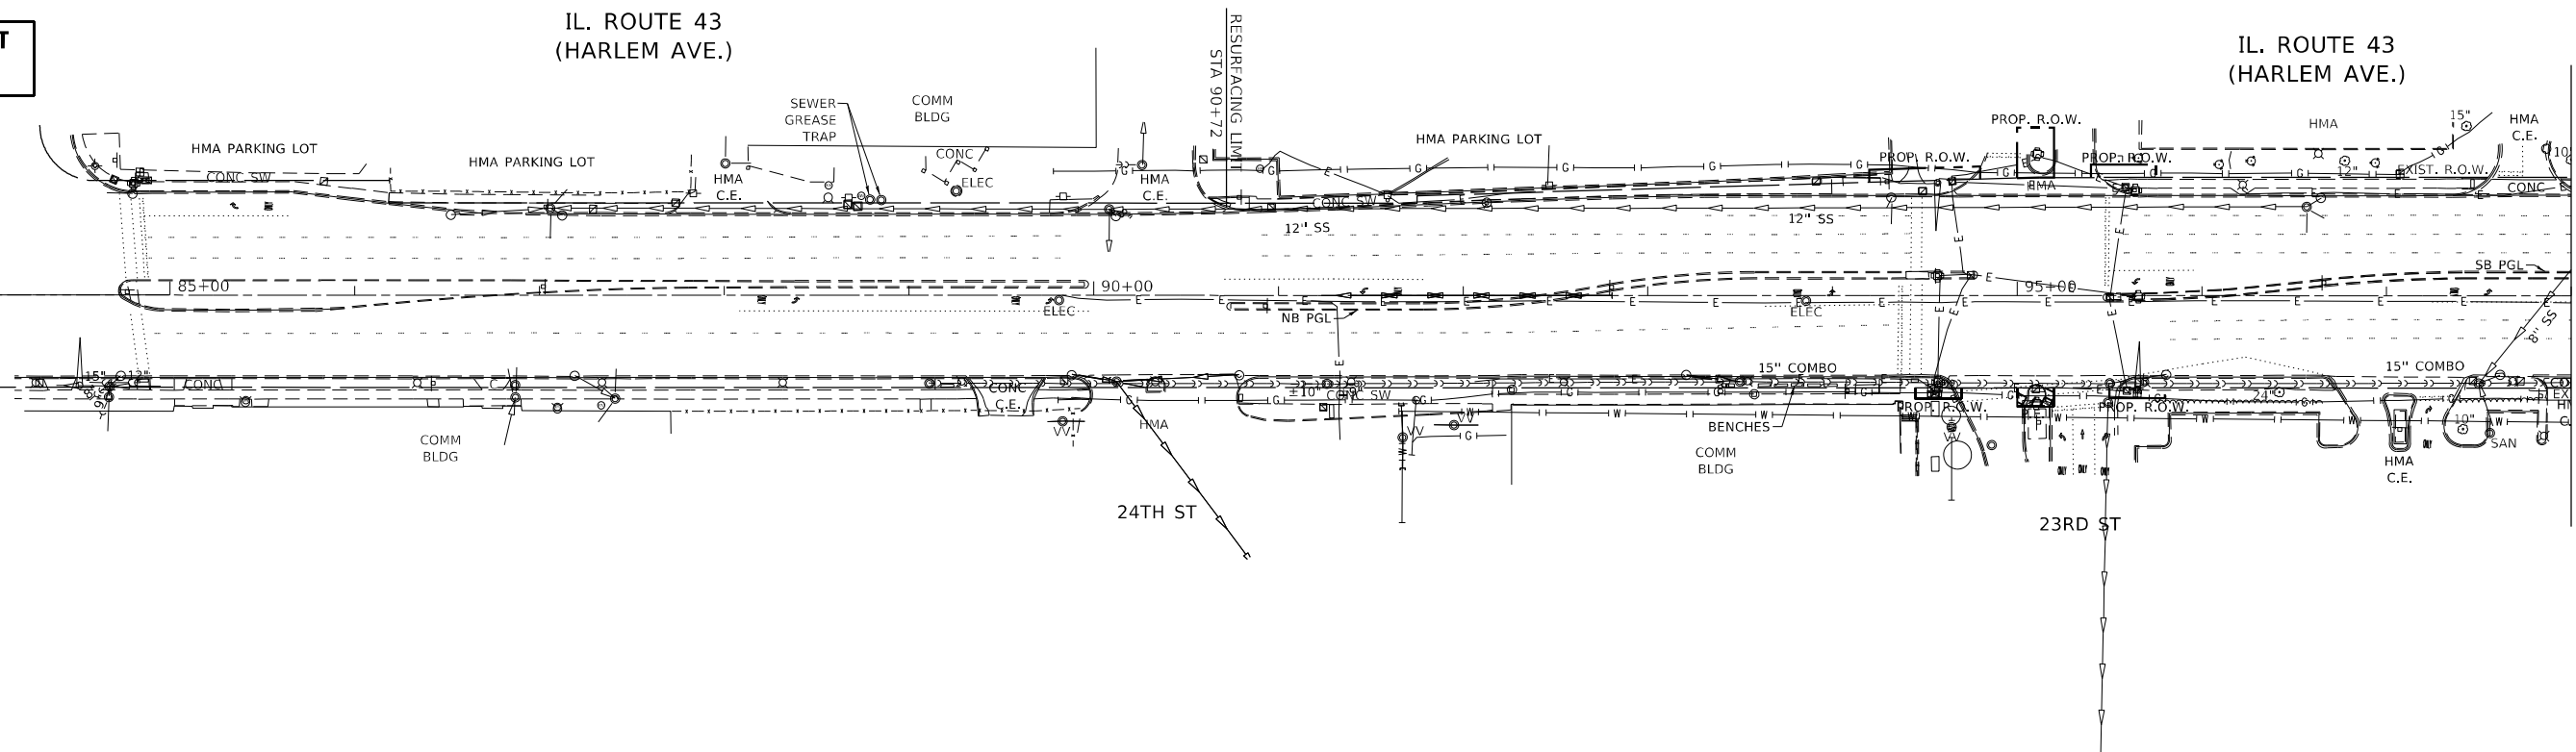 T
IL. ROUTE 43
(HARLEM AVE.)
RESURFACING LIMIT
STA 90+72
IL. ROUTE 43
(HARLEM AVE.)
SEWER
GREASE
TRAP
COMM
BLDG
HMA PARKING LOT
HMA PARKING LOT
CONC SW
CONC
ELEC
HMA
C.E.
HMA
C.E.
HMA PARKING LOT
PROP. R.O.W.
PROP. R.O.W.
PROP. R.O.W.
HMA
15"
HMA
C.E.
12"
EXIST. R.O.W.
CONC
CONC SW
12" SS
12" SS
85+00
90+00
95+00
ELEC
NB PGL
ELEC
SB PGL
8" SS
15"
12"
CONC
CONC
C.E.
±10"
CONC SW
15" COMBO
15" COMBO
BENCHES
PROP. R.O.W.
PROP. R.O.W.
24"
10"
SAN
VV
VV
VV
HMA
COMM
BLDG
COMM
BLDG
HMA
C.E.
24TH ST
23RD ST